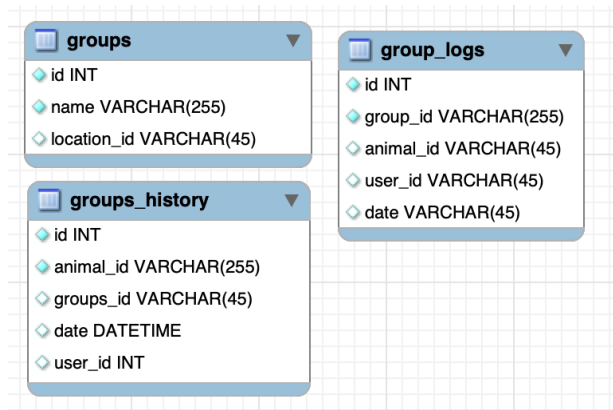 groups
id INT
name VARCHAR(255)
location_id VARCHAR(45)
groups_history
id INT
animal_id VARCHAR(255)
groups_id VARCHAR(45)
date DATETIME
user_id INT
group_logs
id INT
group_id VARCHAR(255)
animal_id VARCHAR(45)
user_id VARCHAR(45)
date VARCHAR(45)